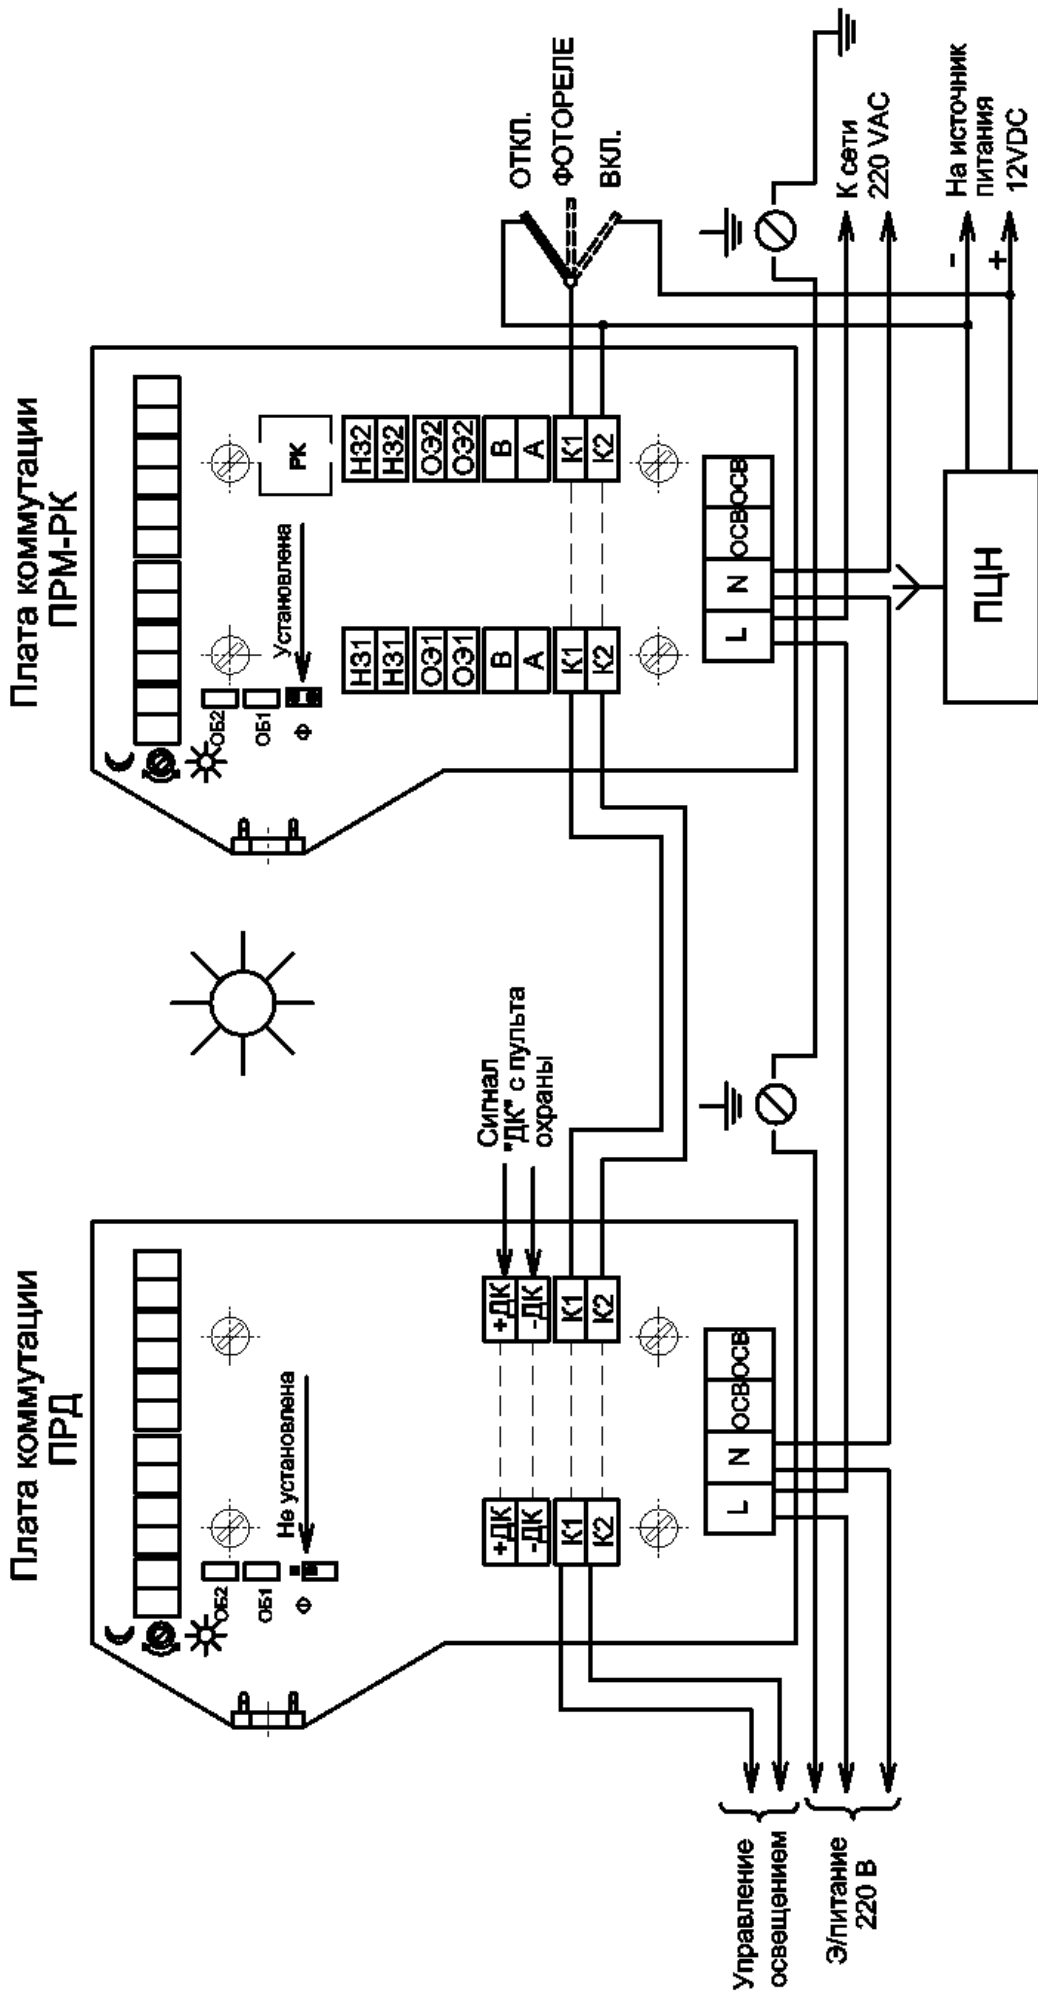 Плата коммутации
ПРД
ОБ2
ОБ1
Ф
Не установлена
+ДК
-ДК
К1
К2
+ДК
-ДК
К1
К2
L
N
ОСВ
ОСВ
Сигнал
"ДК" с пульта
охраны
Управление
освещением
Э/питание
220 В
Плата коммутации
ПРМ-РК
ОБ2
ОБ1
Ф
Установлена
РК
НЗ1
НЗ1
ОЭ1
ОЭ1
В
А
К1
К2
НЗ2
НЗ2
ОЭ2
ОЭ2
В
А
К1
К2
L
N
ОСВ
ОСВ
ОТКЛ.
ФОТОРЕЛЕ
ВКЛ.
К сети
220 VAC
-
+
На источник
питания
12VDC
ПЦН